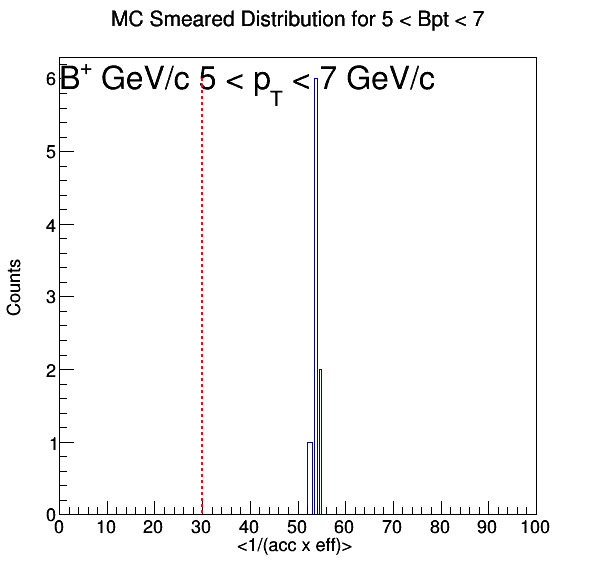 MC Smeared Distribution for 5 < Bpt < 7
B+ GeV/c 5 < pT < 7 GeV/c
Counts
6
5
4
3
2
1
0
0 10 20 30 40 50 60 70 80 90 100
<1/(acc x eff)>